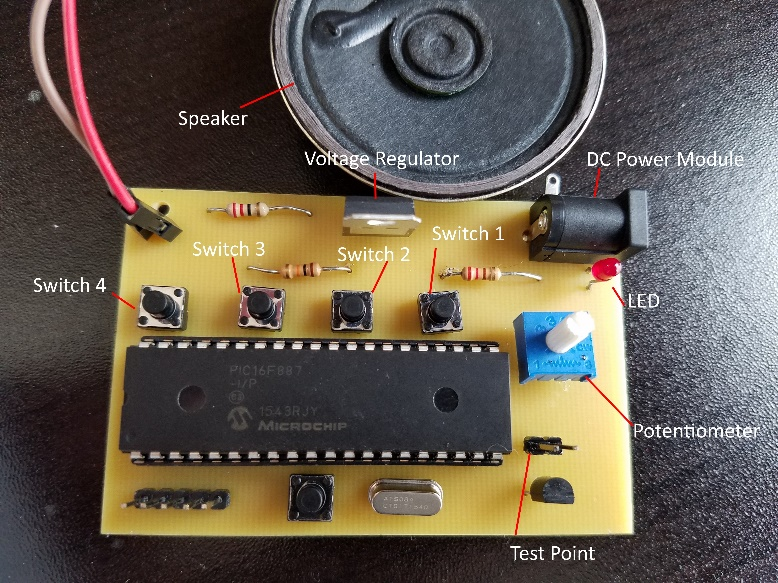 Speaker
Voltage Regulator
DC Power Module
Switch 3
Switch 2
Switch 1
Switch 4
LED
PIC16F887
-I/P
1543RJY
MICROCHIP
Potentiometer
Test Point